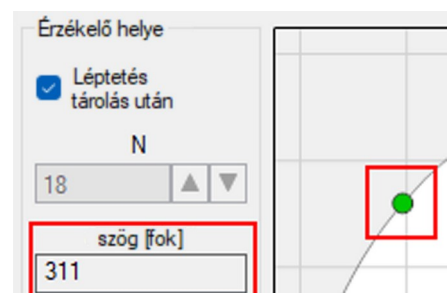 Érzékelő helye
Léptetés
tárolás után
N
18
szög [fok]
311